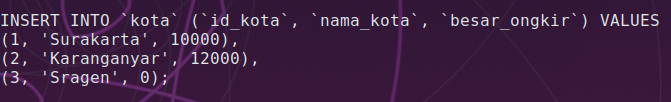 INSERT INTO `kota` (`id_kota`, `nama_kota`, `besar_ongkir`) VALUES
(1, 'Surakarta', 10000),
(2, 'Karanganyar', 12000),
(3, 'Sragen', 0);